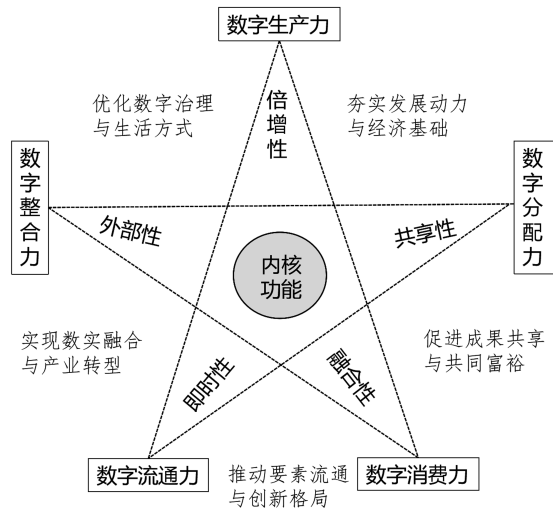 数字生产力
优化数字治理
与生活方式
倍增性
夯实发展动力
与经济基础
数字整合力
数字分配力
外部性
共享性
内核
功能
实现数实融合
与产业转型
促进成果共享
与共同富裕
即时性
融合性
数字流通力
推动要素流通
与创新格局
数字消费力